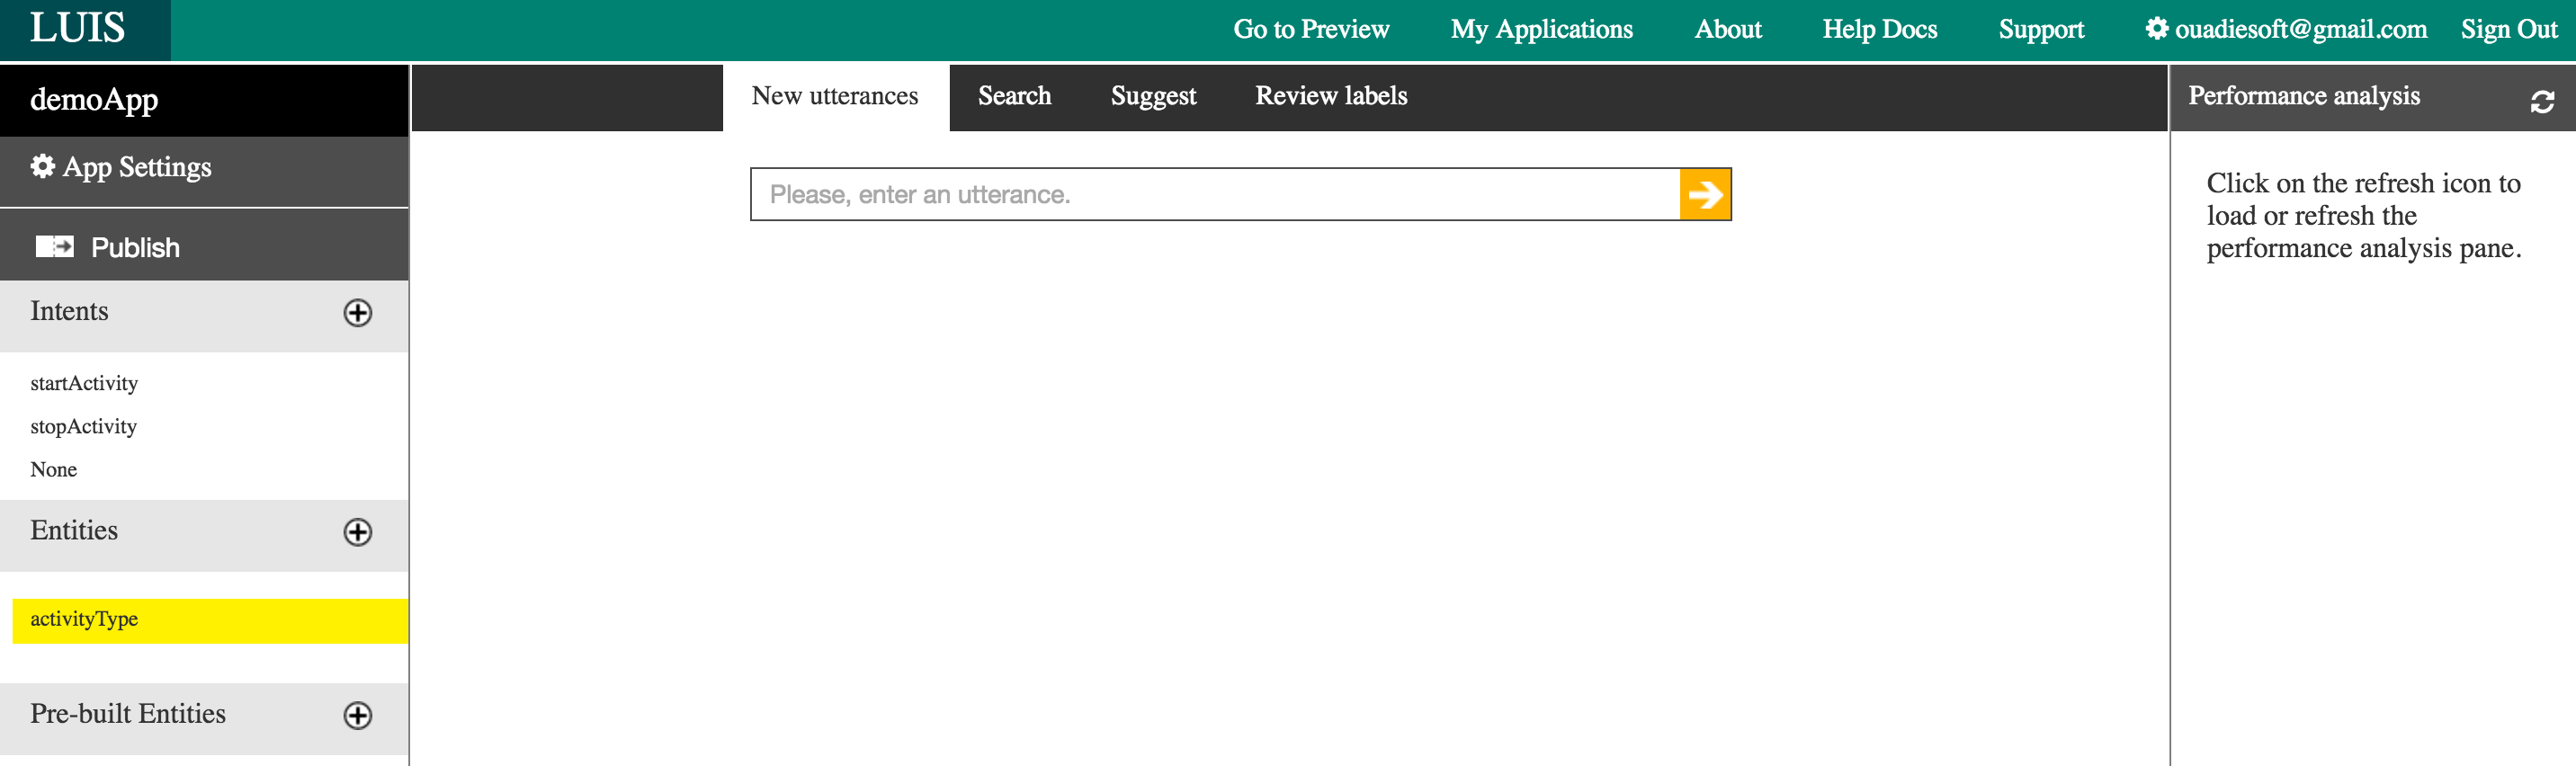 LUIS
Go to Preview My Applications About Help Docs Support ouadiesoft@gmail.com Sign Out
demoApp
App Settings
Publish
Intents
startActivity
stopActivity
None
Entities
activityType
Pre-built Entities
New utterances Search Suggest Review labels
Please, enter an utterance.
Performance analysis
Click on the refresh icon to
load or refresh the
performance analysis pane.